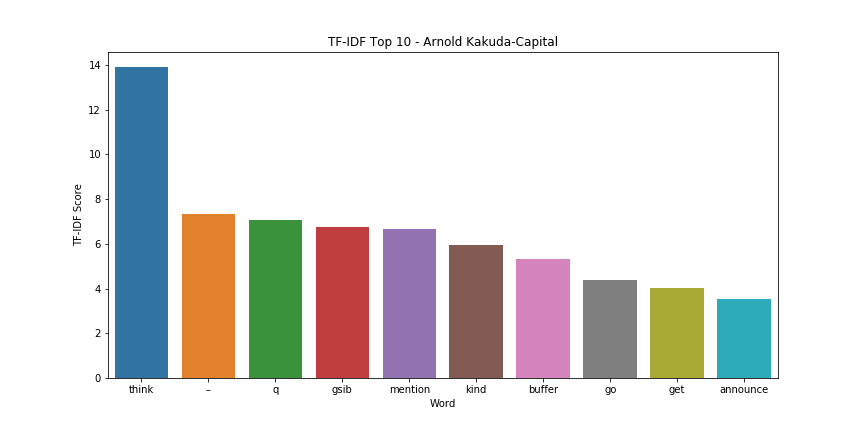 TF-IDF Top 10 - Arnold Kakuda-Capital
TF-IDF Score
14
12
10
8
6
4
2
0
think – q gsib mention kind buffer go get announce
Word